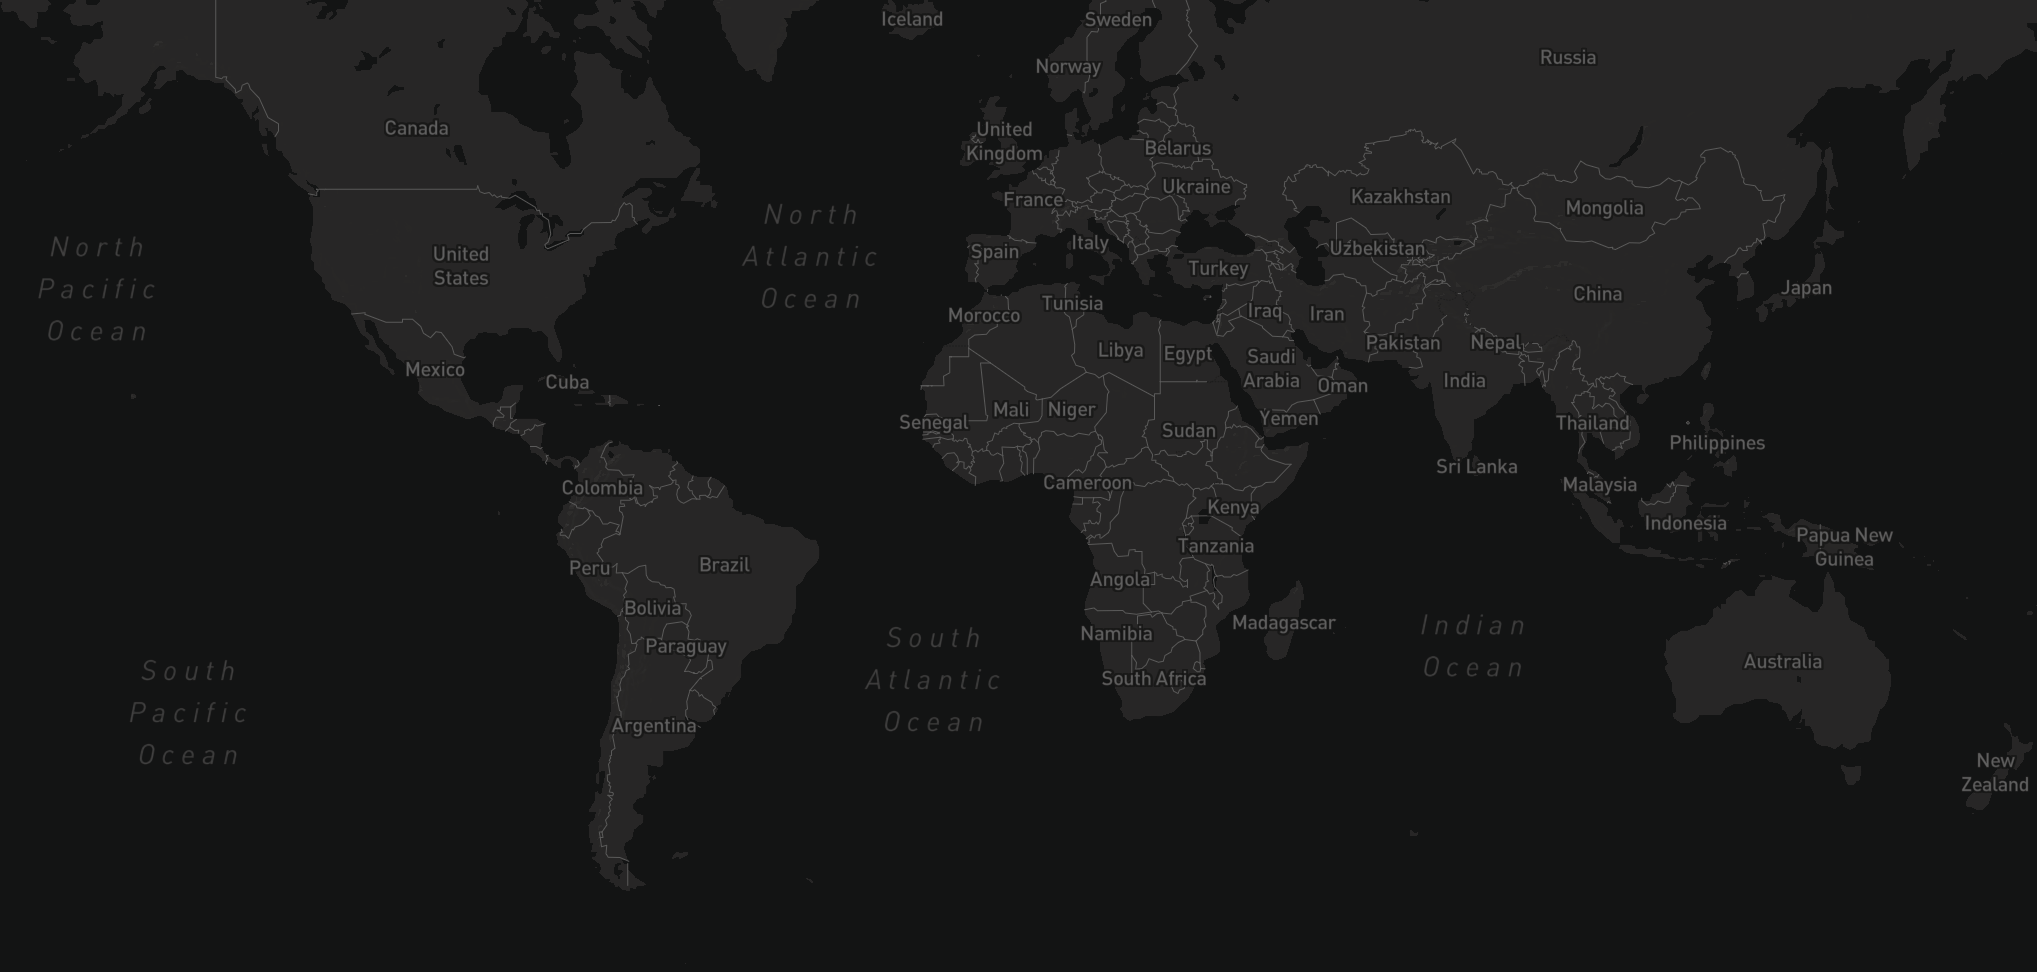 Iceland
Sweden
Norway
Russia
Canada
United
Kingdom
Belarus
Ukraine
France
Kazakhstan
Mongolia
North
Atlantic
Ocean
North
Pacific
Ocean
United
States
Spain
Italy
Uzbekistan
Turkey
China
Japan
Morocco
Tunisia
Iraq
Iran
Pakistan
Nepal
Libya
Egypt
Saudi
Arabia
Oman
India
Mexico
Cuba
Senegal
Mali
Niger
Sudan
Yemen
Thailand
Philippines
Sri Lanka
Colombia
Cameroon
Malaysia
Kenya
Indonesia
Papua New
Guinea
Tanzania
Peru
Brazil
Angola
Bolivia
Madagascar
Namibia
Paraguay
South
Atlantic
Ocean
Indian
Ocean
Australia
South
Pacific
Ocean
South Africa
Argentina
New
Zealand